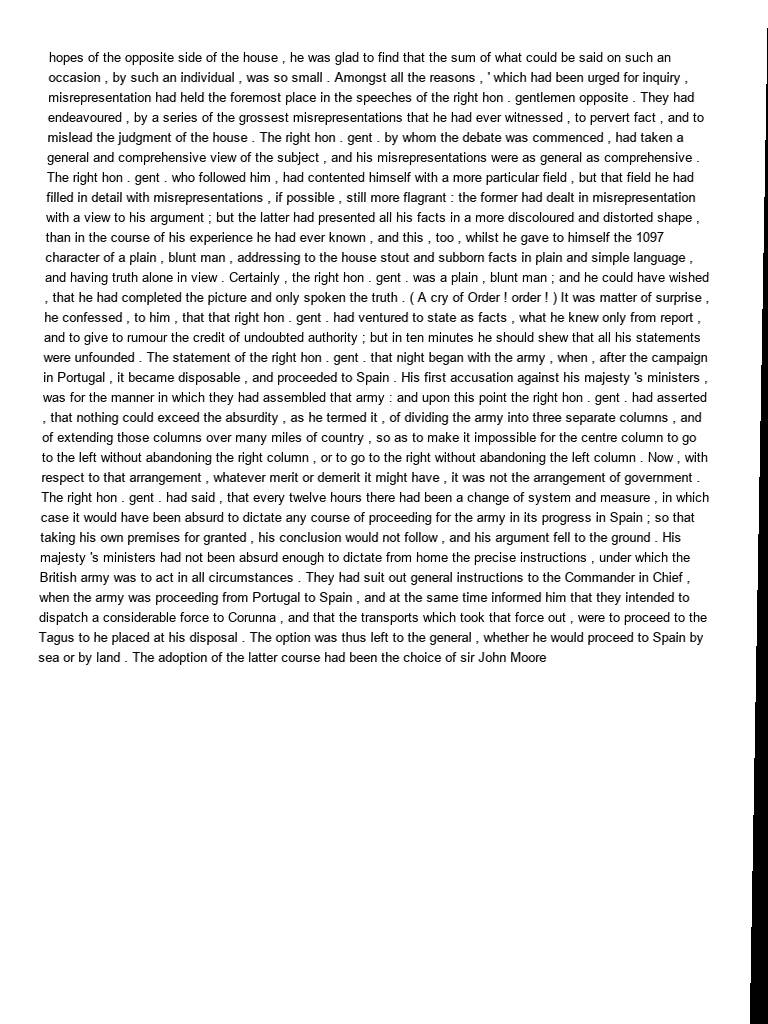 hopes of the opposite side of the house , he was glad to find that the sum of what could be said on such an
occasion , by such an individual , was so small . Amongst all the reasons , ' which had been urged for inquiry ,
misrepresentation had held the foremost place in the speeches of the right hon . gentlemen opposite . They had
endeavoured , by a series of the grossest misrepresentations that he had ever witnessed , to pervert fact , and to
mislead the judgment of the house . The right hon . gent . by whom the debate was commenced , had taken a
general and comprehensive view of the subject , and his misrepresentations were as general as comprehensive .
The right hon . gent . who followed him , had contented himself with a more particular field , but that field he had
filled in detail with misrepresentations , if possible , still more flagrant : the former had dealt in misrepresentation
with a view to his argument ; but the latter had presented all his facts in a more discoloured and distorted shape ,
than in the course of his experience he had ever known , and this , too , whilst he gave to himself the 1097
character of a plain , blunt man , addressing to the house stout and subborn facts in plain and simple language ,
and having truth alone in view . Certainly , the right hon . gent . was a plain , blunt man ; and he could have wished
, that he had completed the picture and only spoken the truth . ( A cry of Order ! order ! ) It was matter of surprise ,
he confessed , to him , that that right hon . gent . had ventured to state as facts , what he knew only from report ,
and to give to rumour the credit of undoubted authority ; but in ten minutes he should shew that all his statements
were unfounded . The statement of the right hon . gent . that night began with the army , when , after the campaign
in Portugal , it became disposable , and proceeded to Spain . His first accusation against his majesty 's ministers ,
was for the manner in which they had assembled that army : and upon this point the right hon . gent . had asserted
, that nothing could exceed the absurdity , as he termed it , of dividing the army into three separate columns , and
of extending those columns over many miles of country , so as to make it impossible for the centre column to go
to the left without abandoning the right column , or to go to the right without abandoning the left column . Now , with
respect to that arrangement , whatever merit or demerit it might have , it was not the arrangement of government .
The right hon . gent . had said , that every twelve hours there had been a change of system and measure , in which
case it would have been absurd to dictate any course of proceeding for the army in its progress in Spain ; so that
taking his own premises for granted , his conclusion would not follow , and his argument fell to the ground . His
majesty 's ministers had not been absurd enough to dictate from home the precise instructions , under which the
British army was to act in all circumstances . They had suit out general instructions to the Commander in Chief ,
when the army was proceeding from Portugal to Spain , and at the same time informed him that they intended to
dispatch a considerable force to Corunna , and that the transports which took that force out , were to proceed to the
Tagus to he placed at his disposal . The option was thus left to the general , whether he would proceed to Spain by
sea or by land . The adoption of the latter course had been the choice of sir John Moore